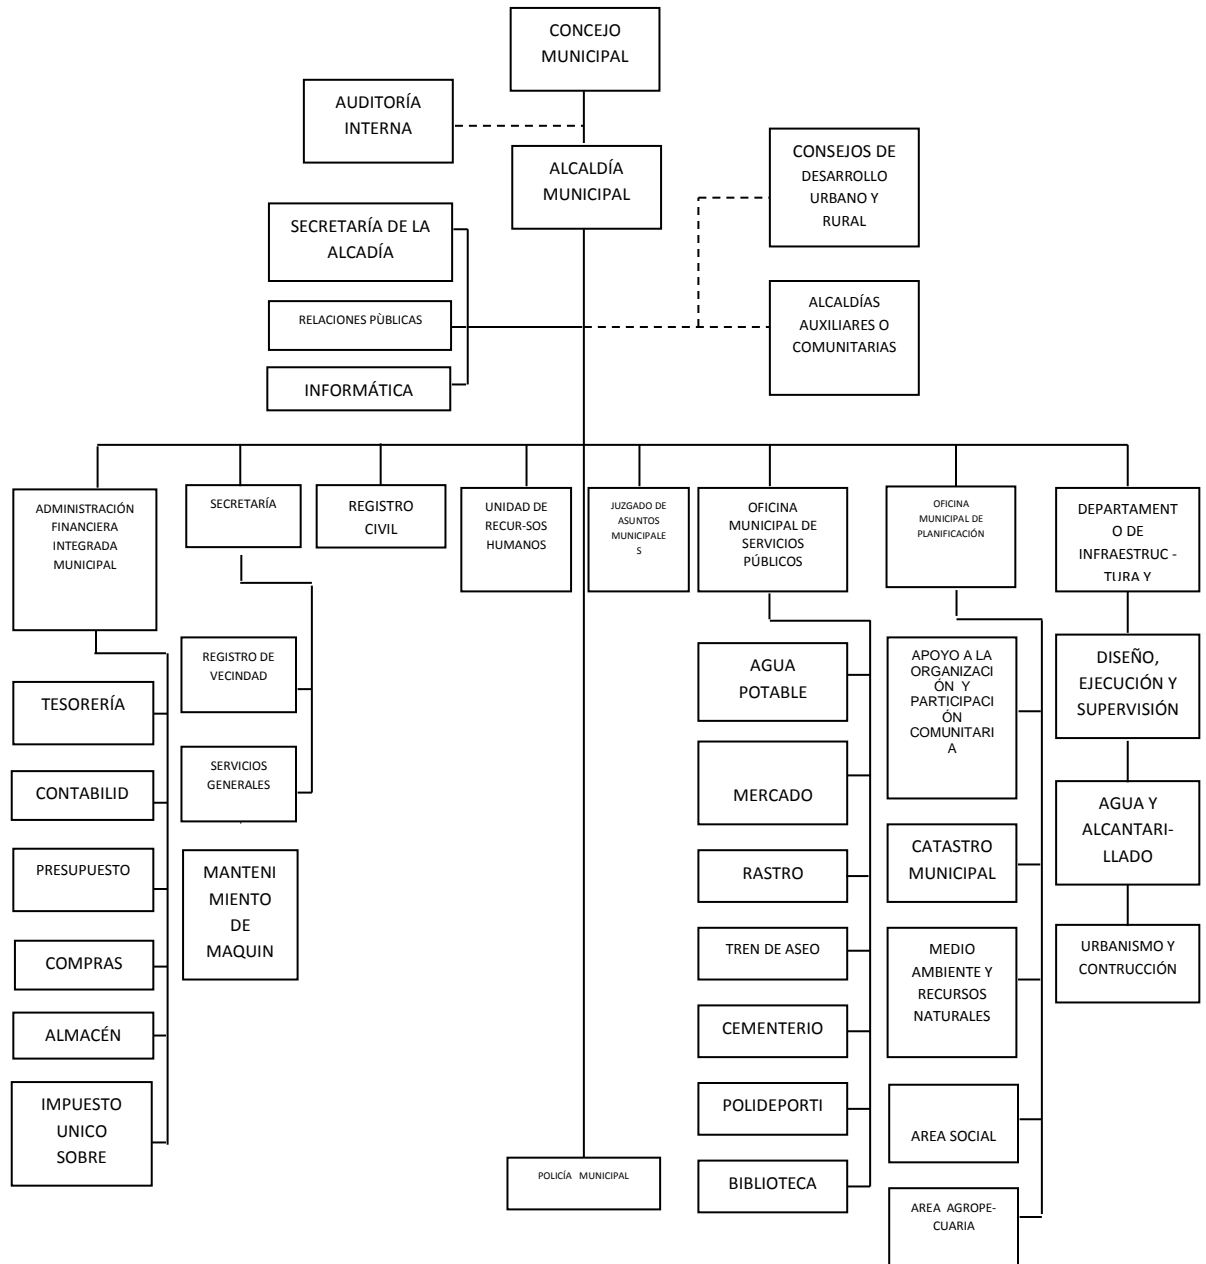 CONCEJO
MUNICIPAL
AUDITORÍA
INTERNA
ALCALDÍA
MUNICIPAL
CONSEJOS DE
DESARROLLO
URBANO Y
RURAL
SECRETARÍA DE LA
ALCADÍA
RELACIONES PÙBLICAS
INFORMÁTICA
ALCALDÍAS
AUXILIARES O
COMUNITARIAS
ADMINISTRACIÓN
FINANCIERA
INTEGRADA
MUNICIPAL
SECRETARÍA
REGISTRO
CIVIL
UNIDAD DE
RECUR-SOS
HUMANOS
JUZGADO DE
ASUNTOS
MUNICIPALE
S
OFICINA
MUNICIPAL DE
SERVICIOS
PÚBLICOS
OFICINA
MUNICIPAL DE
PLANIFICACIÓN
DEPARTAMENT
O DE
INFRAESTRUC -
TURA Y
TESORERÍA
CONTABILID
PRESUPUESTO
COMPRAS
ALMACÉN
IMPUESTO
UNICO
SOBRE
REGISTRO DE
VECINDAD
SERVICIOS
GENERALES
MANTENI
MIENTO
DE
MAQUIN
POLICÍA MUNICIPAL
AGUA
POTABLE
MERCADO
RASTRO
TREN DE ASEO
CEMENTERIO
POLIDEPORTI
BIBLIOTECA
APOYO A LA
ORGANIZACI
ÓN Y
PARTICIPACI
ÓN
COMUNITARI
A
CATASTRO
MUNICIPAL
MEDIO
AMBIENTE Y
RECURSOS
NATURALES
AREA SOCIAL
AREA AGROPE-
CUARIA
DISEÑO,
EJECUCIÓN Y
SUPERVISIÓN
AGUA Y
ALCANTARI-
LLADO
URBANISMO Y
CONTRUCCIÓN